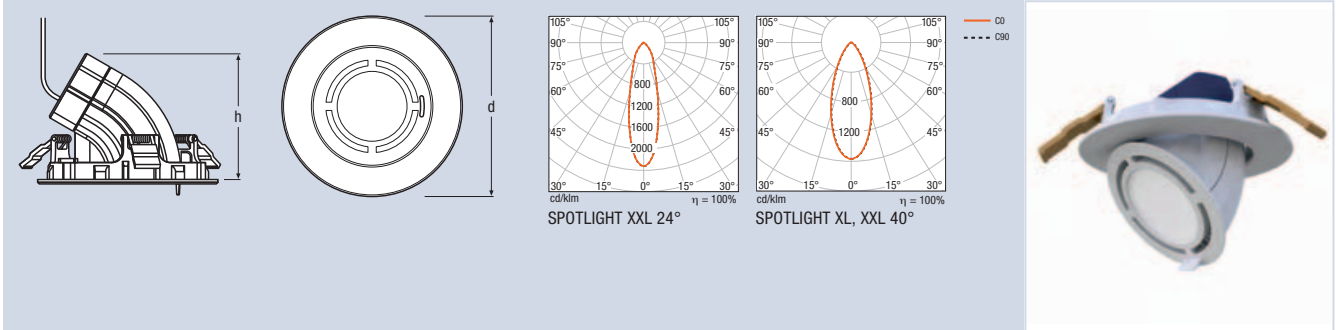 h
d
105° 105°
90° 90°
75° 75°
60° 60°
45° 45°
30° 15° 0° 15° 30°
800
1200
1600
2000
cd/klm η = 100%
SPOTLIGHT XXL 24°
105° 105°
90° 90°
75° 75°
60° 60°
45° 45°
30° 15° 0° 15° 30°
800
1200
cd/klm η = 100%
SPOTLIGHT XL, XXL 40°
C0
C90